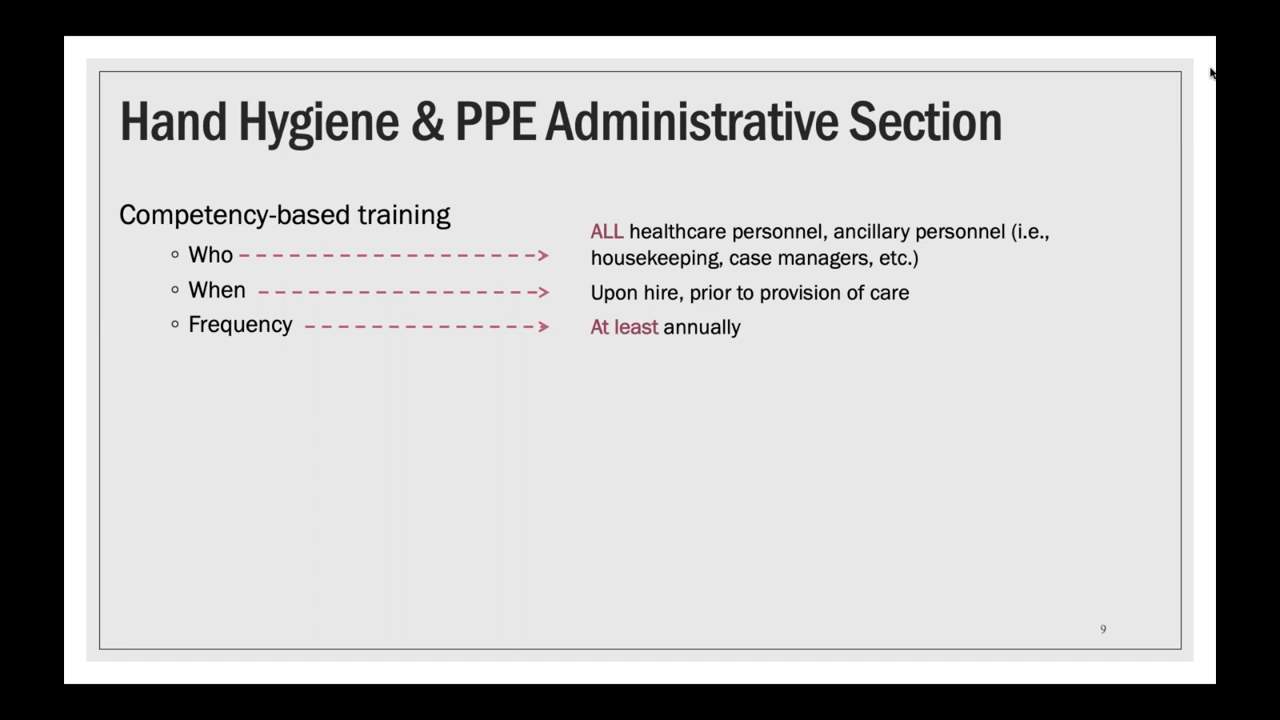 Hand Hygiene & PPE Administrative Section
Competency-based training
◦ Who
ALL healthcare personnel, ancillary personnel (i.e.,
housekeeping, case managers, etc.)
◦ When
Upon hire, prior to provision of care
◦ Frequency
At least annually
9